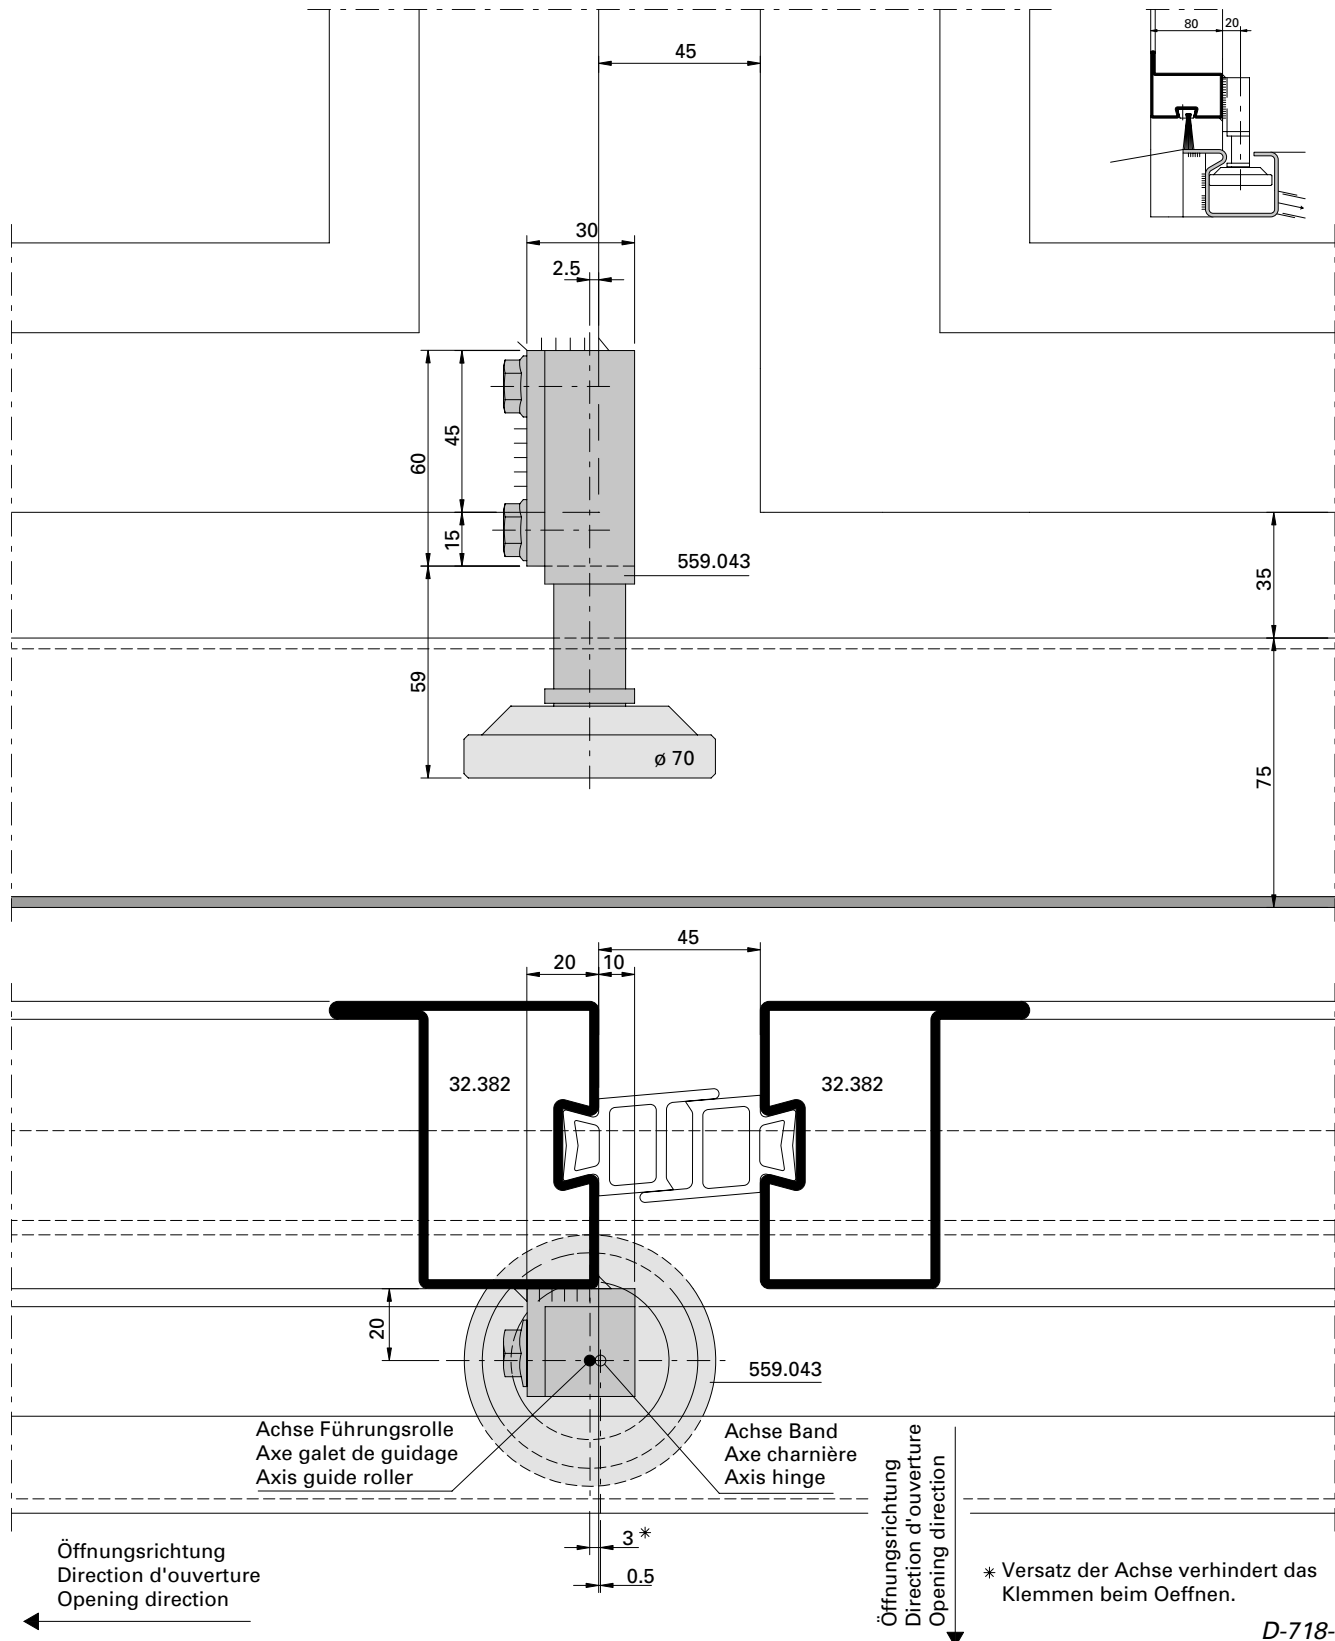 80
20
45
30
2.5
60
45
15
559.043
35
59
ø 70
75
45
20
10
32.382
32.382
20
559.043
Achse Führungsrolle
Axe galet de guidage
Axis guide roller
Achse Band
Axe charnière
Axis hinge
Öffnungsrichtung
Direction d'ouverture
Opening direction
3 *
0.5
Öffnungsrichtung
Direction d'ouverture
Opening direction
* Versatz der Achse verhindert das
Klemmen beim Oeffnen.
D-718-